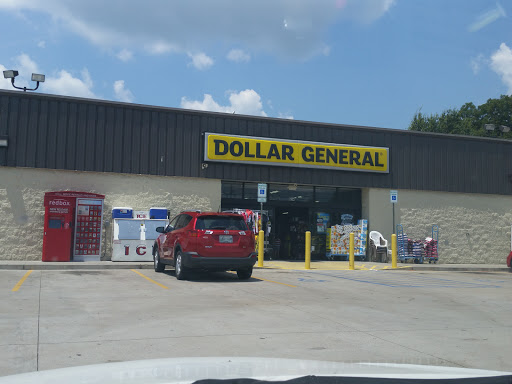 DOLLAR GENERAL
redbox
ICE
I C